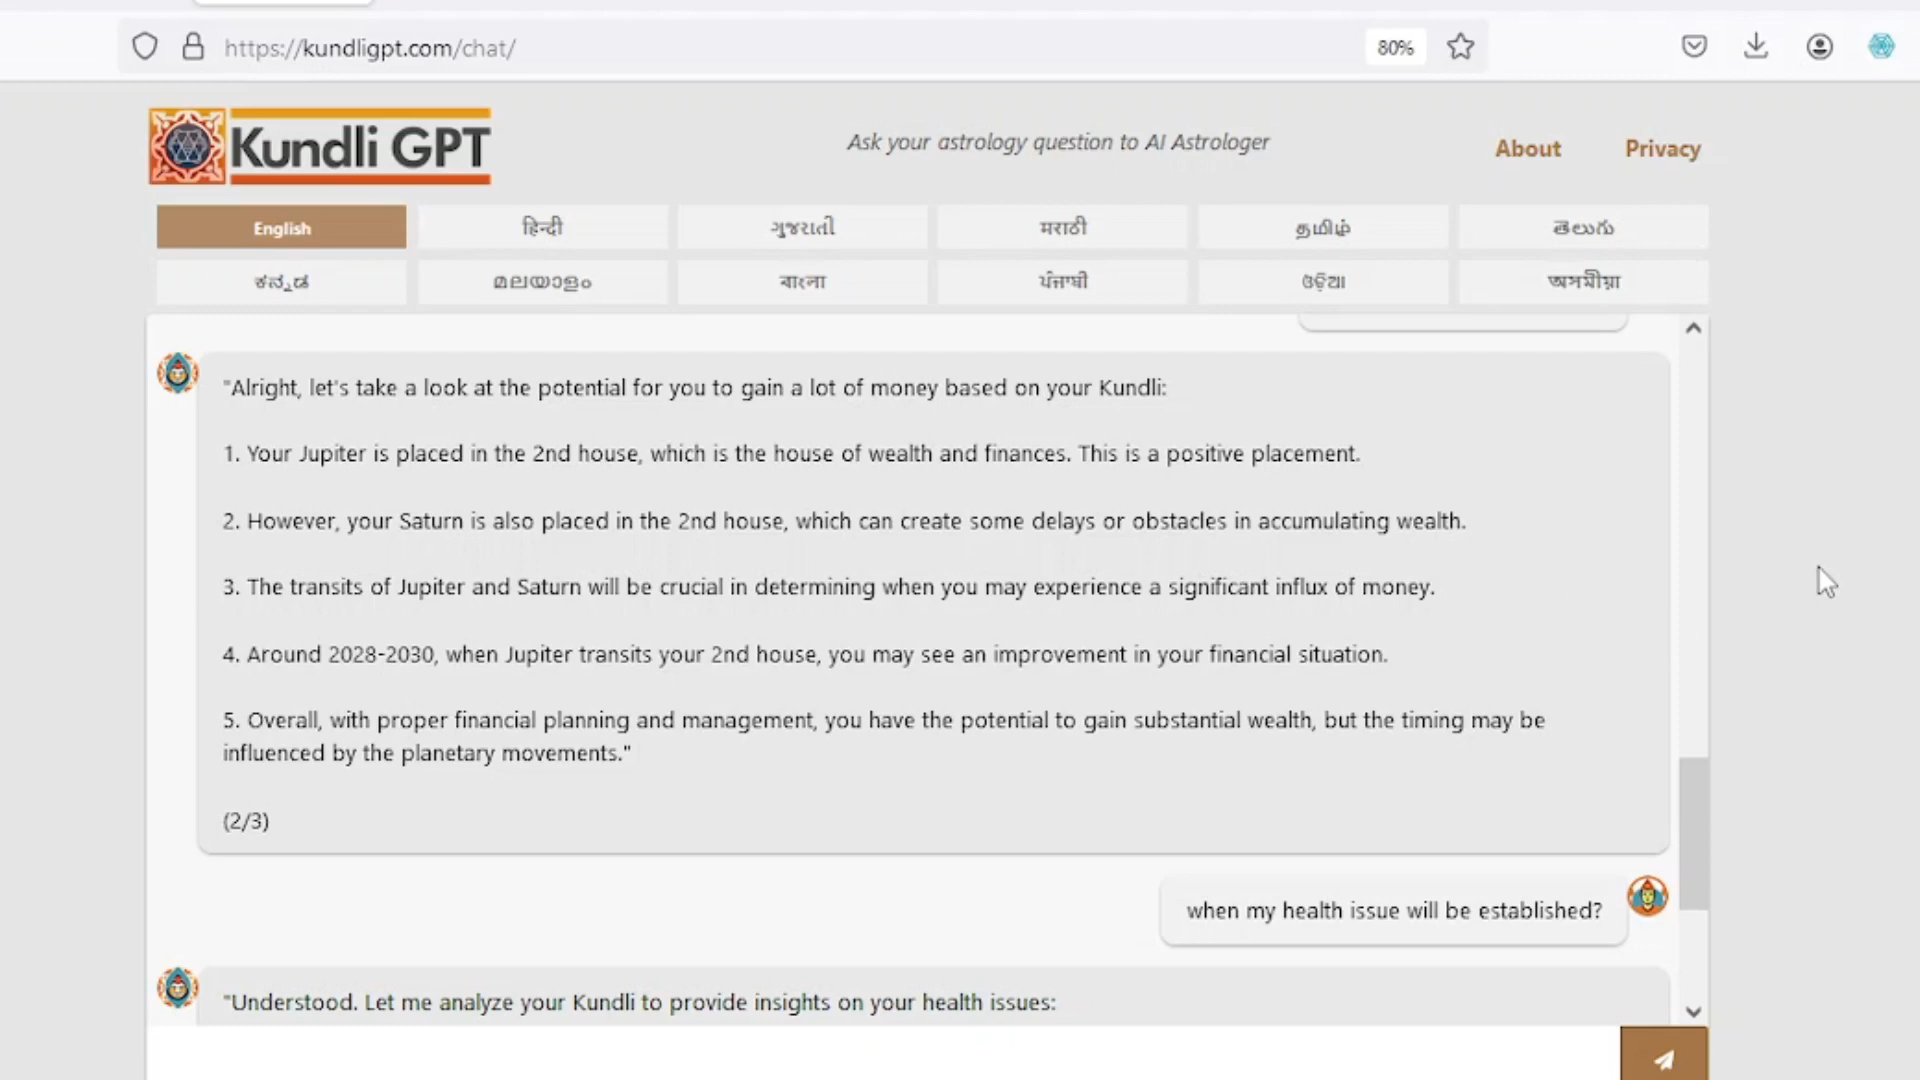 https://kundligpt.com/chat/
80%
Kundli GPT
Ask your astrology question to AI Astrologer
About
Privacy
English
हिन्दी
ગુજરાતી
मराठी
தமிழ்
తెలుగు
ಕನ್ನಡ
മലയാളം
বাংলা
ਪੰਜਾਬੀ
ଓଡ଼ିଆ
অসমীয়া
"Alright, let's take a look at the potential for you to gain a lot of money based on your Kundli:
1. Your Jupiter is placed in the 2nd house, which is the house of wealth and finances. This is a positive placement.
2. However, your Saturn is also placed in the 2nd house, which can create some delays or obstacles in accumulating wealth.
3. The transits of Jupiter and Saturn will be crucial in determining when you may experience a significant influx of money.
4. Around 2028-2030, when Jupiter transits your 2nd house, you may see an improvement in your financial situation.
5. Overall, with proper financial planning and management, you have the potential to gain substantial wealth, but the timing may be
influenced by the planetary movements."
(2/3)
when my health issue will be established?
"Understood. Let me analyze your Kundli to provide insights on your health issues: